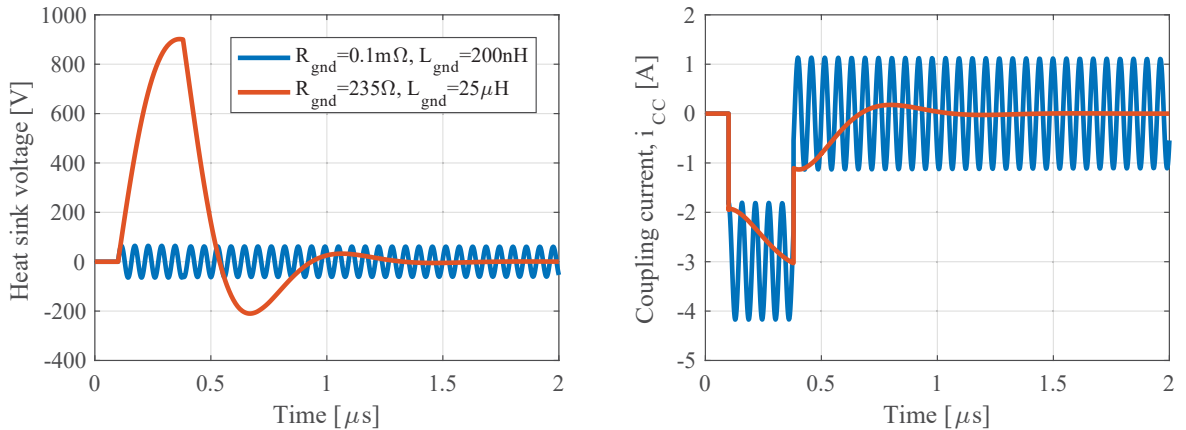 Heat sink voltage [V]
1000
800
600
400
200
0
-200
-400
R_gnd=0.1mΩ, L_gnd=200nH
R_gnd=235Ω, L_gnd=25μH
0 0.5 1 1.5 2
Time [μs]
Coupling current, i_CC [A]
2
1
0
-1
-2
-3
-4
-5
0 0.5 1 1.5 2
Time [μs]